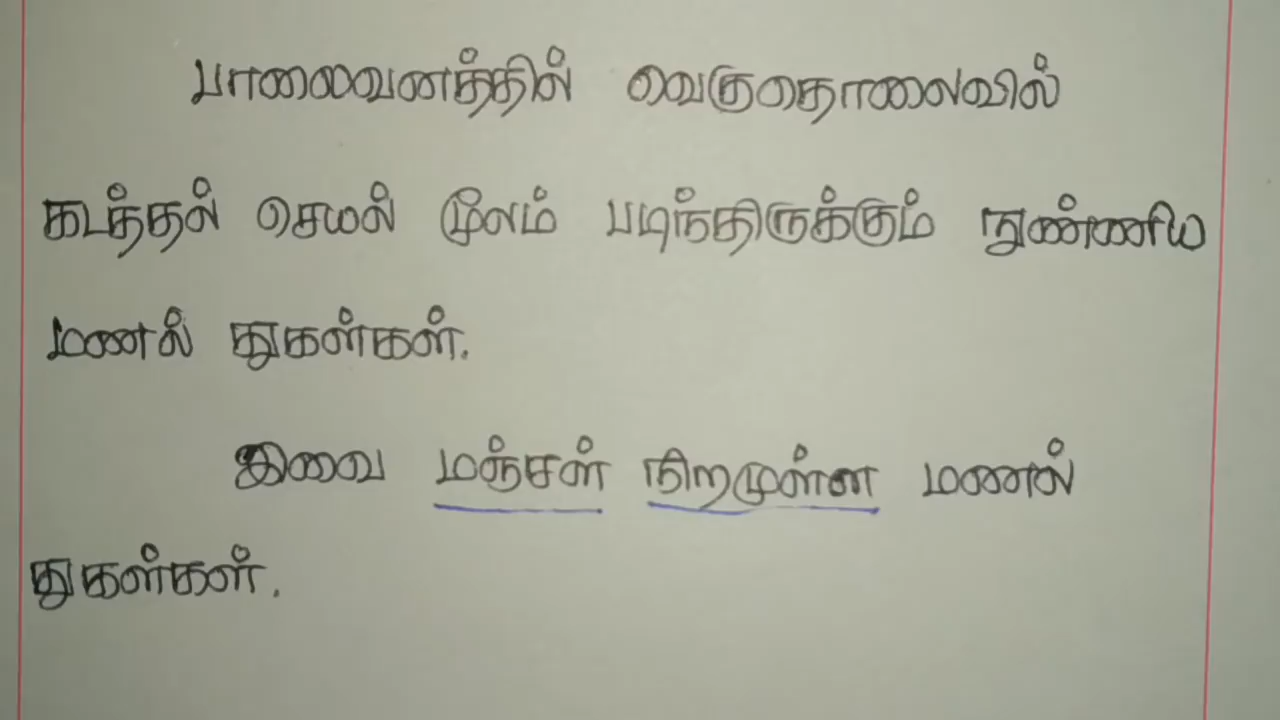 பாலைவனத்தில் வெகுதொலைவில்
கடத்தல் செயல் மூலம் படிந்திருக்கும் நுண்ணிய
மணல் துகள்கள்.
இவை மஞ்சள் நிறமுள்ள மணல்
துகள்கள்.